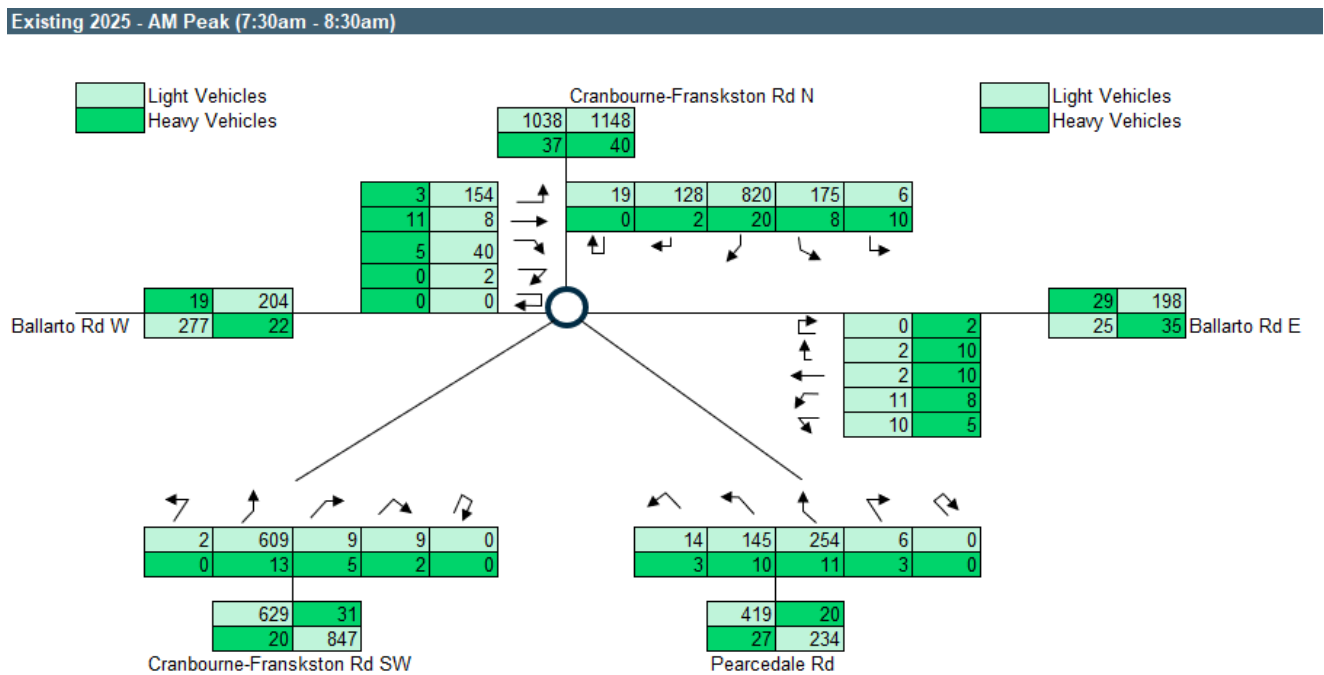 Existing 2025 - AM Peak (7:30am - 8:30am)
Light Vehicles
Heavy Vehicles
Cranbourne-Franskston Rd N
Light Vehicles
Heavy Vehicles
1038 1148
37 40
3 154
11 8
5 40
0 2
0 0
19 128 820 175 6
0 2 20 8 10
Ballarto Rd W
19 204
277 22
29 198
25 35
Ballarto Rd E
0 2
2 10
2 10
11 8
10 5
2 609 9 9 0
0 13 5 2 0
14 145 254 6 0
3 10 11 3 0
629 31
20 847
Cranbourne-Franskston Rd SW
419 20
27 234
Pearcedale Rd